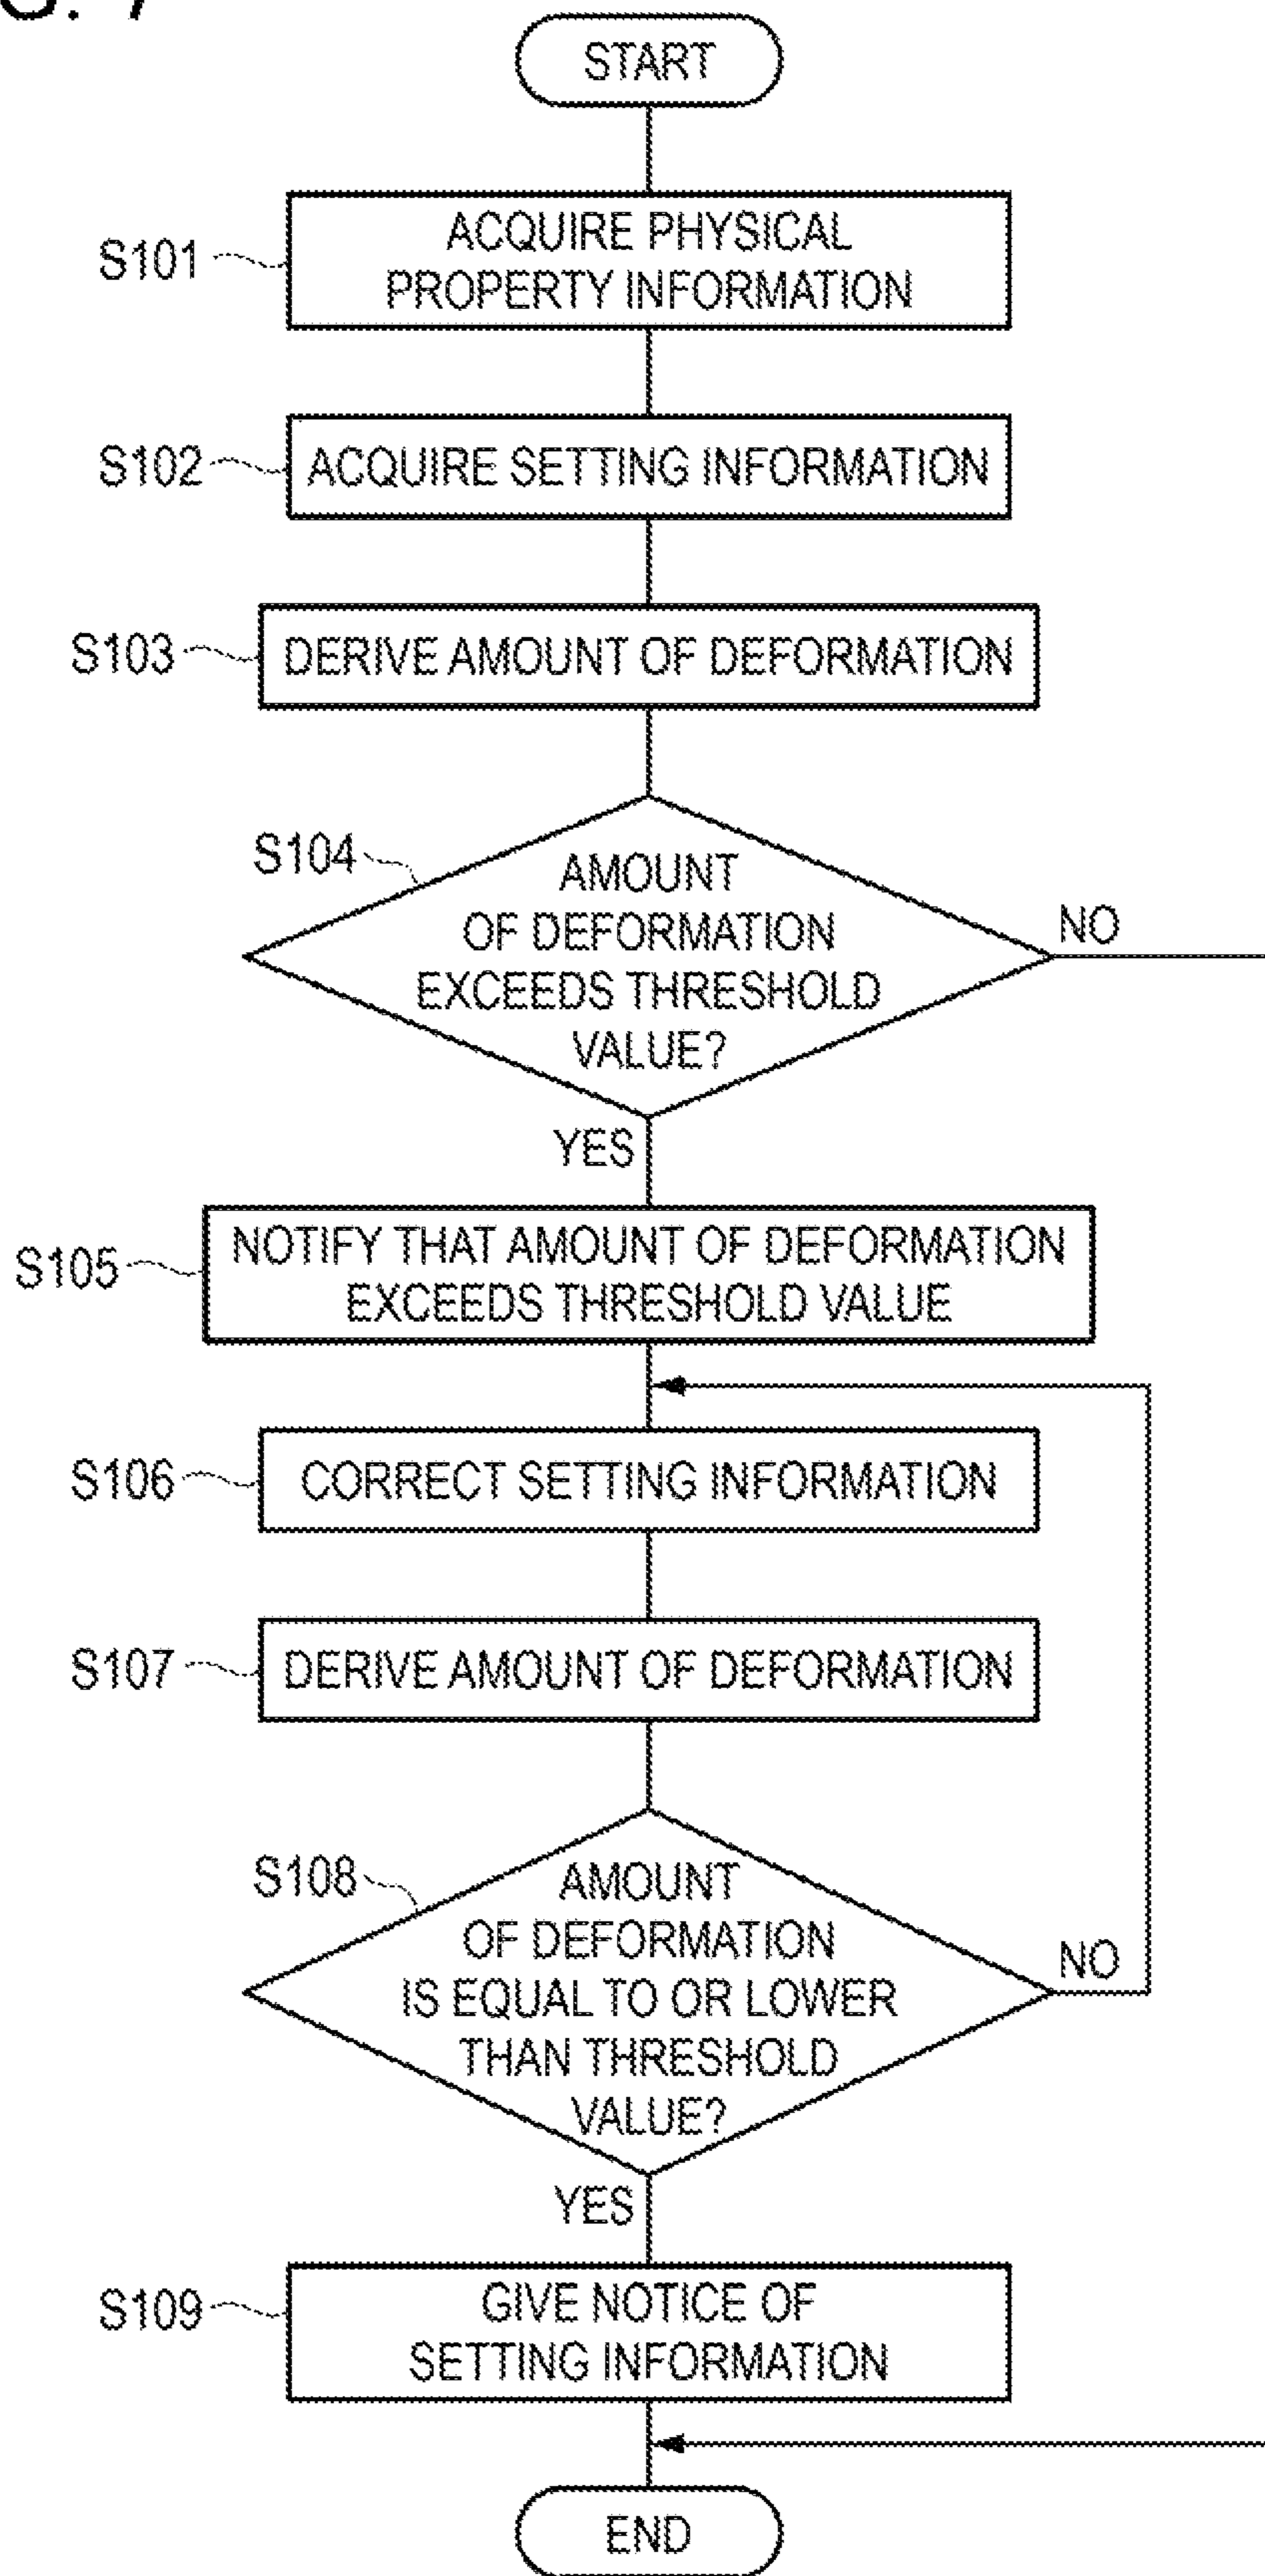 START
S101
ACQUIRE PHYSICAL
PROPERTY INFORMATION
S102
ACQUIRE SETTING INFORMATION
S103
DERIVE AMOUNT OF DEFORMATION
S104
AMOUNT
OF DEFORMATION
EXCEEDS THRESHOLD
VALUE?
NO
YES
S105
NOTIFY THAT AMOUNT OF DEFORMATION
EXCEEDS THRESHOLD VALUE
S106
CORRECT SETTING INFORMATION
S107
DERIVE AMOUNT OF DEFORMATION
S108
AMOUNT
OF DEFORMATION
IS EQUAL TO OR LOWER
THAN THRESHOLD
VALUE?
NO
YES
S109
GIVE NOTICE OF
SETTING INFORMATION
END